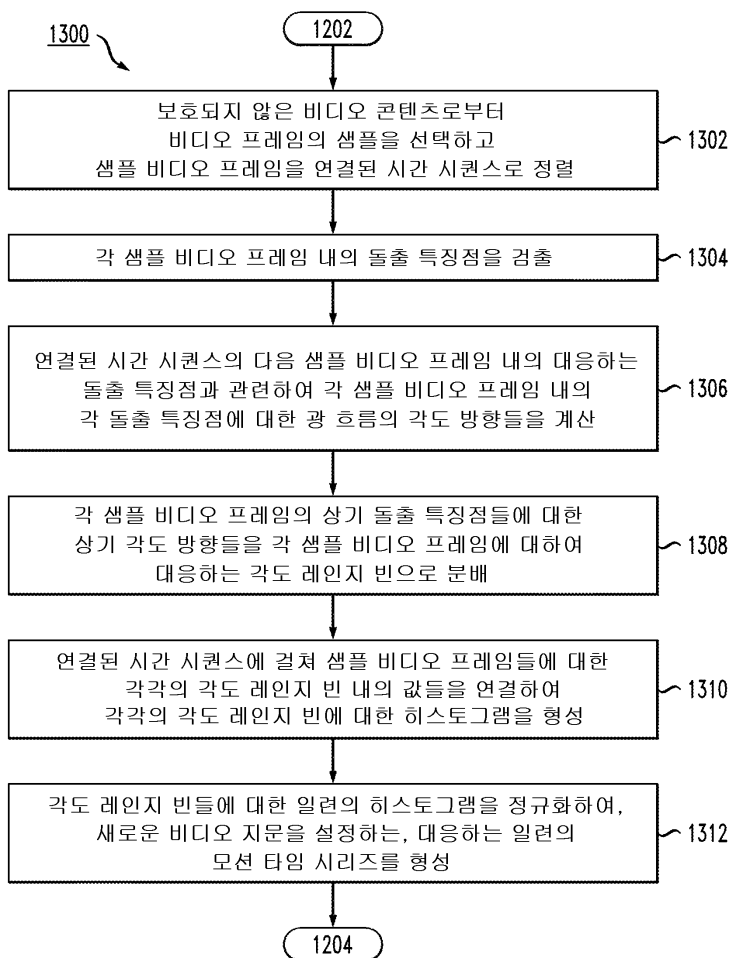 1300
1202
보호되지 않은 비디오 콘텐츠로부터
비디오 프레임의 샘플을 선택하고
샘플 비디오 프레임을 연결된 시간 시퀀스로 정렬
1302
각 샘플 비디오 프레임 내의 돌출 특징점을 검출
1304
연결된 시간 시퀀스의 다음 샘플 비디오 프레임 내의 대응하는
돌출 특징점과 관련하여 각 샘플 비디오 프레임 내의
각 돌출 특징점에 대한 광 흐름의 각도 방향들을 계산
1306
각 샘플 비디오 프레임의 상기 돌출 특징점들에 대한
상기 각도 방향들을 각 샘플 비디오 프레임에 대하여
대응하는 각도 레인지 빈으로 분배
1308
연결된 시간 시퀀스에 걸쳐 샘플 비디오 프레임들에 대한
각각의 각도 레인지 빈 내의 값들을 연결하여
각각의 각도 레인지 빈에 대한 히스토그램을 형성
1310
각도 레인지 빈들에 대한 일련의 히스토그램을 정규화하여,
새로운 비디오 지문을 설정하는, 대응하는 일련의
모션 타임 시리즈를 형성
1312
1204